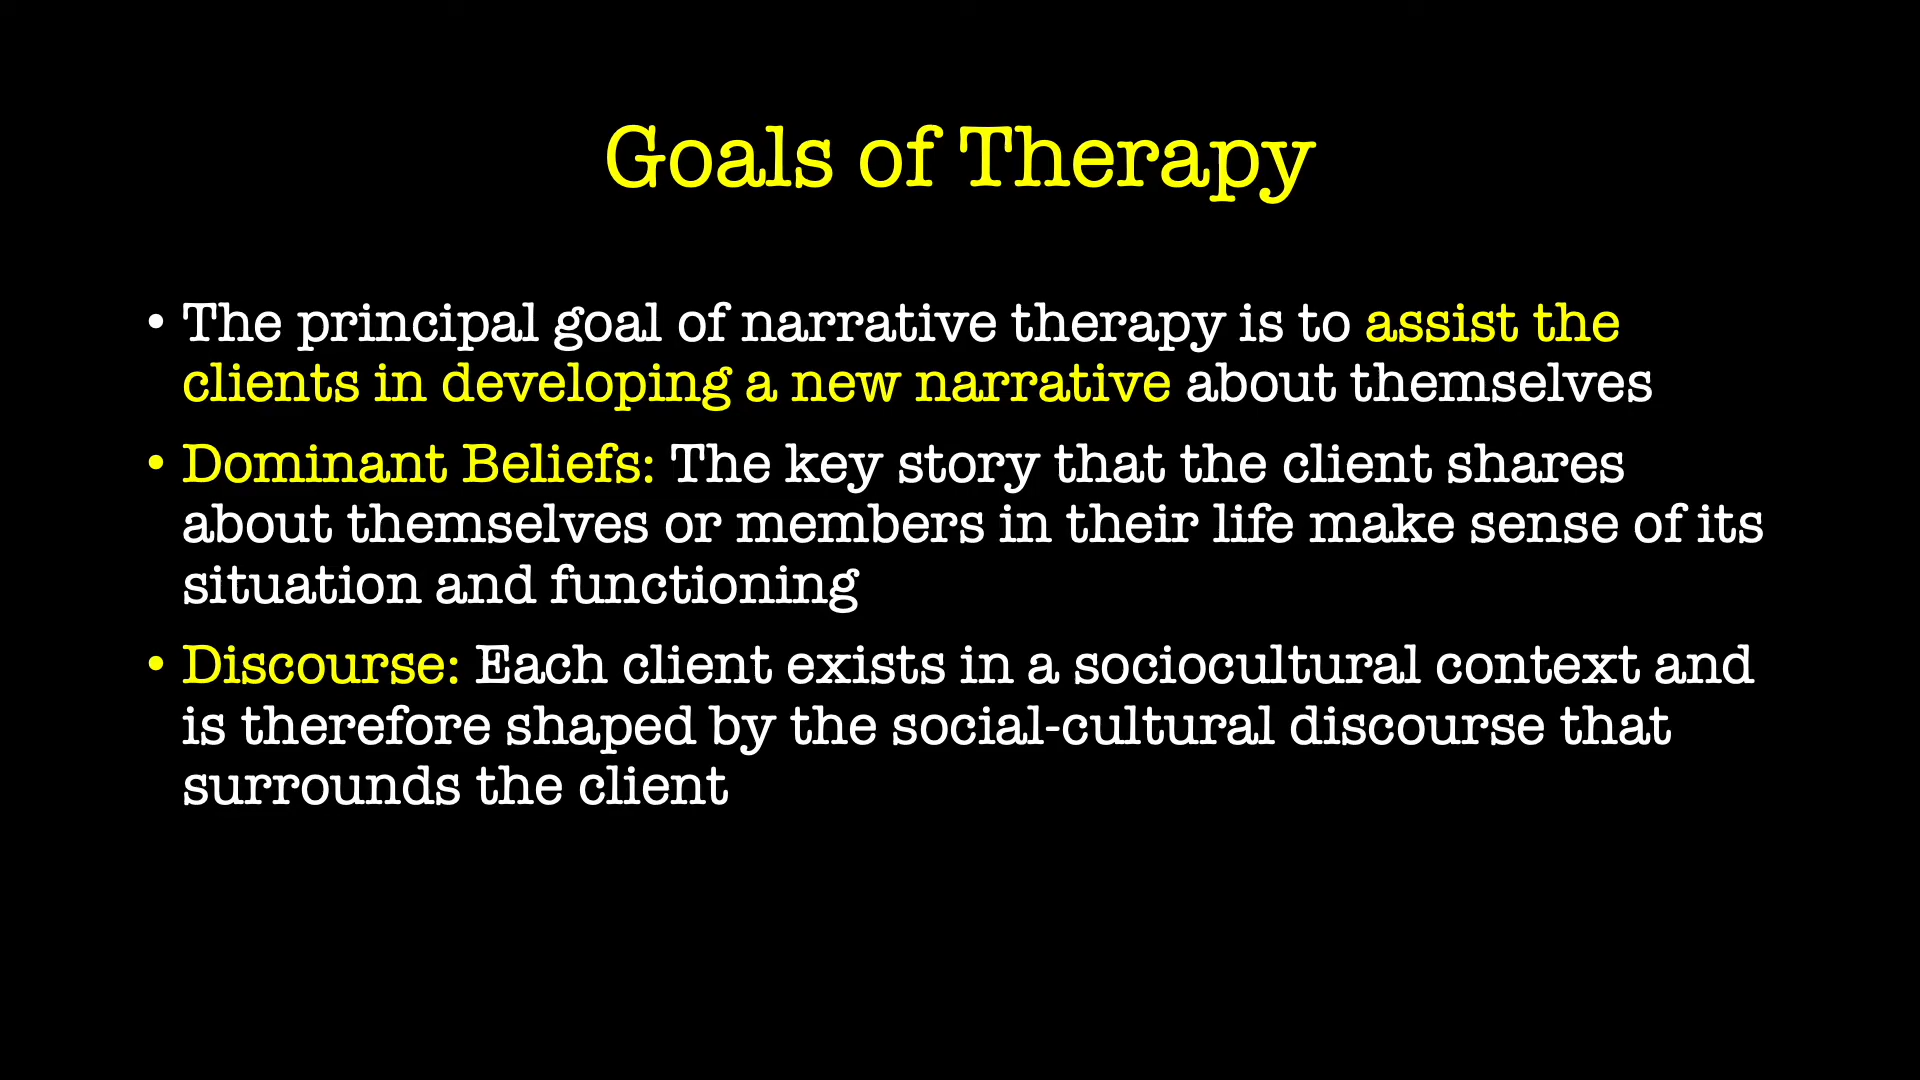 Goals of Therapy
• The principal goal of narrative therapy is to assist the
clients in developing a new narrative about themselves
• Dominant Beliefs: The key story that the client shares
about themselves or members in their life make sense of its
situation and functioning
• Discourse: Each client exists in a sociocultural context and
is therefore shaped by the social-cultural discourse that
surrounds the client